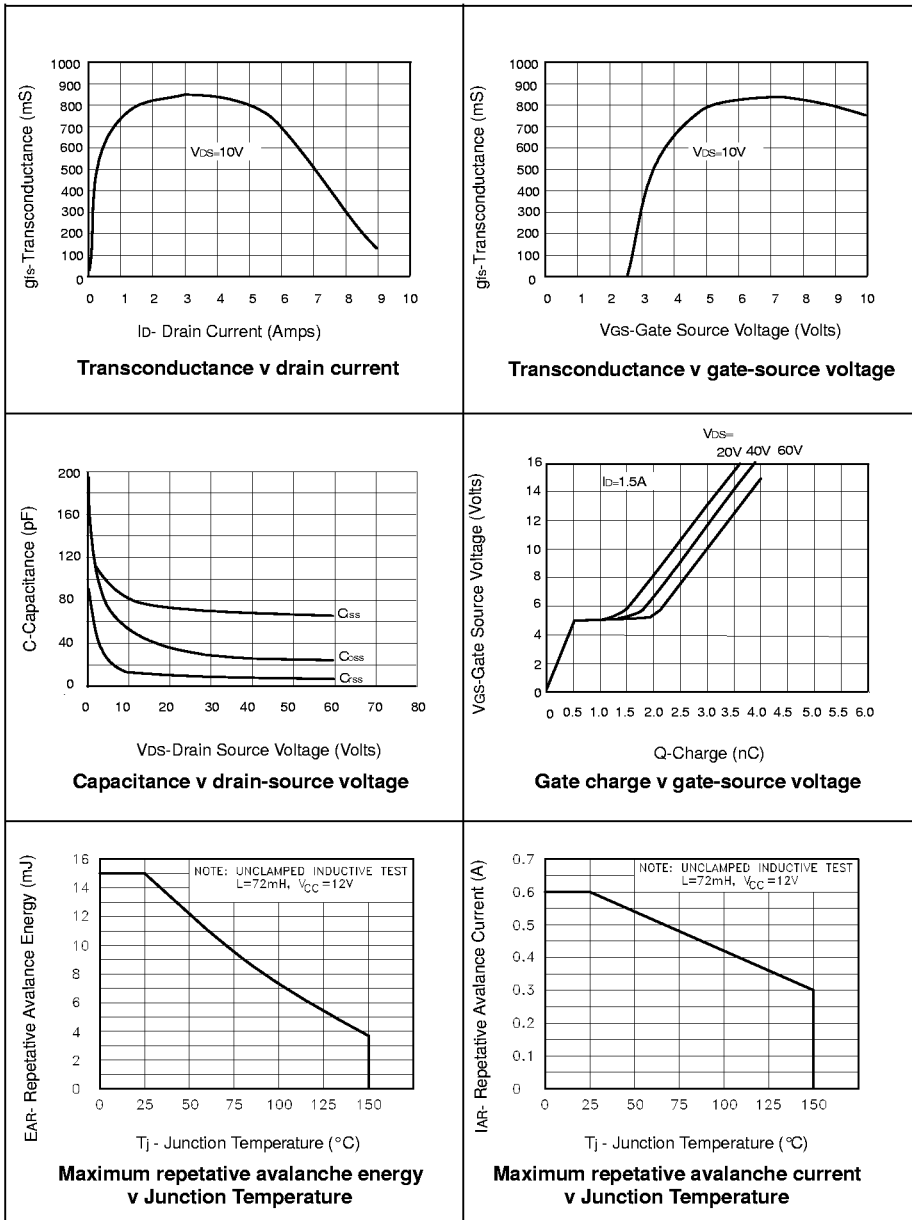 1000
900
800
700
600
500
400
300
200
100
0
gfs-Transconductance (mS)
VDS=10V
0 1 2 3 4 5 6 7 8 9 10
ID- Drain Current (Amps)
Transconductance v drain current
1000
900
800
700
600
500
400
300
200
100
0
gfs-Transconductance (mS)
VDS=10V
0 1 2 3 4 5 6 7 8 9 10
VGS-Gate Source Voltage (Volts)
Transconductance v gate-source voltage
200
160
120
80
40
0
C-Capacitance (pF)
Ciss
Coss
Crss
0 10 20 30 40 50 60 70 80
VDS-Drain Source Voltage (Volts)
Capacitance v drain-source voltage
VDS=
20V 40V 60V
ID=1.5A
16
14
12
10
8
6
4
2
0
VGS-Gate Source Voltage (Volts)
0 0.5 1.0 1.5 2.0 2.5 3.0 3.5 4.0 4.5 5.0 5.5 6.0
Q-Charge (nC)
Gate charge v gate-source voltage
16
14
12
10
8
6
4
2
0
EAR- Repetative Avalance Energy (mJ)
NOTE: UNCLAMPED INDUCTIVE TEST
L=72mH, VCC=12V
0 25 50 75 100 125 150
Tj - Junction Temperature (°C)
Maximum repetative avalanche energy
v Junction Temperature
0.7
0.6
0.5
0.4
0.3
0.2
0.1
0
IAR- Repetative Avalance Current (A)
NOTE: UNCLAMPED INDUCTIVE TEST
L=72mH, VCC=12V
0 25 50 75 100 125 150
Tj - Junction Temperature (°C)
Maximum repetative avalanche current
v Junction Temperature